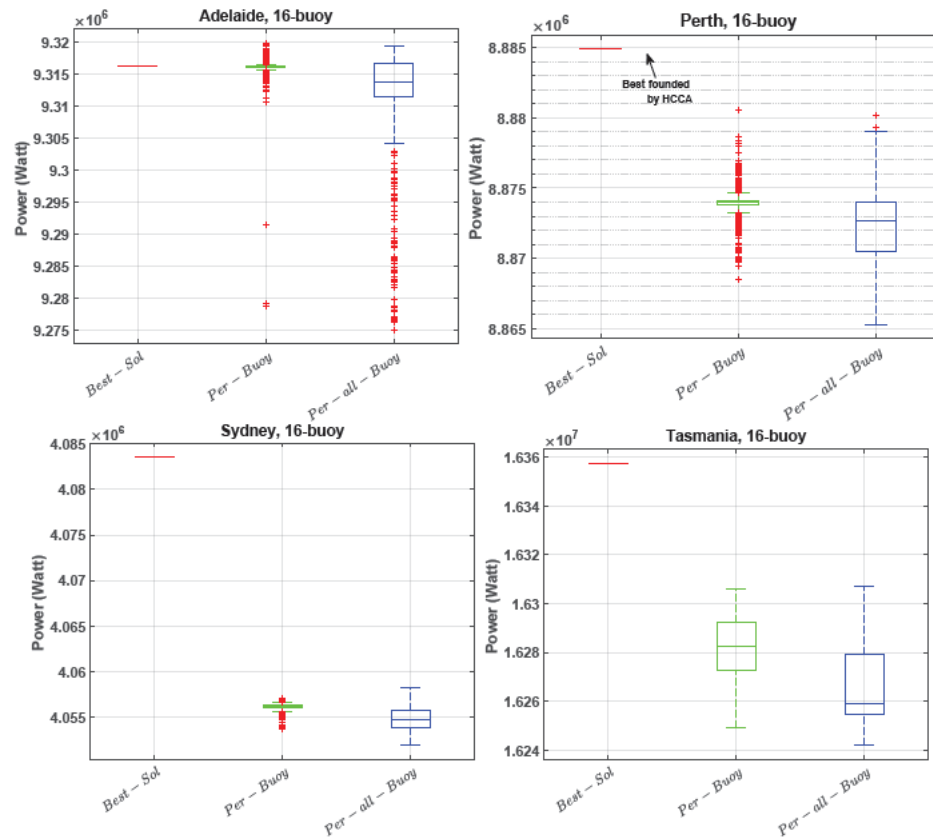 Adelaide, 16-buoy
×10⁶
9.32
9.315
9.31
9.305
9.3
9.295
9.29
9.285
9.28
9.275
Power (Watt)
Best − Sol
Per − Buoy
Per − all − Buoy
Perth, 16-buoy
×10⁶
8.885
8.88
8.875
8.87
8.865
Power (Watt)
Best founded
by HCCA
Best − Sol
Per − Buoy
Per − all − Buoy
Sydney, 16-buoy
×10⁶
4.085
4.08
4.075
4.07
4.065
4.06
4.055
Power (Watt)
Best − Sol
Per − Buoy
Per − all − Buoy
Tasmania, 16-buoy
×10⁷
1.636
1.634
1.632
1.63
1.628
1.626
1.624
Power (Watt)
Best − Sol
Per − Buoy
Per − all − Buoy